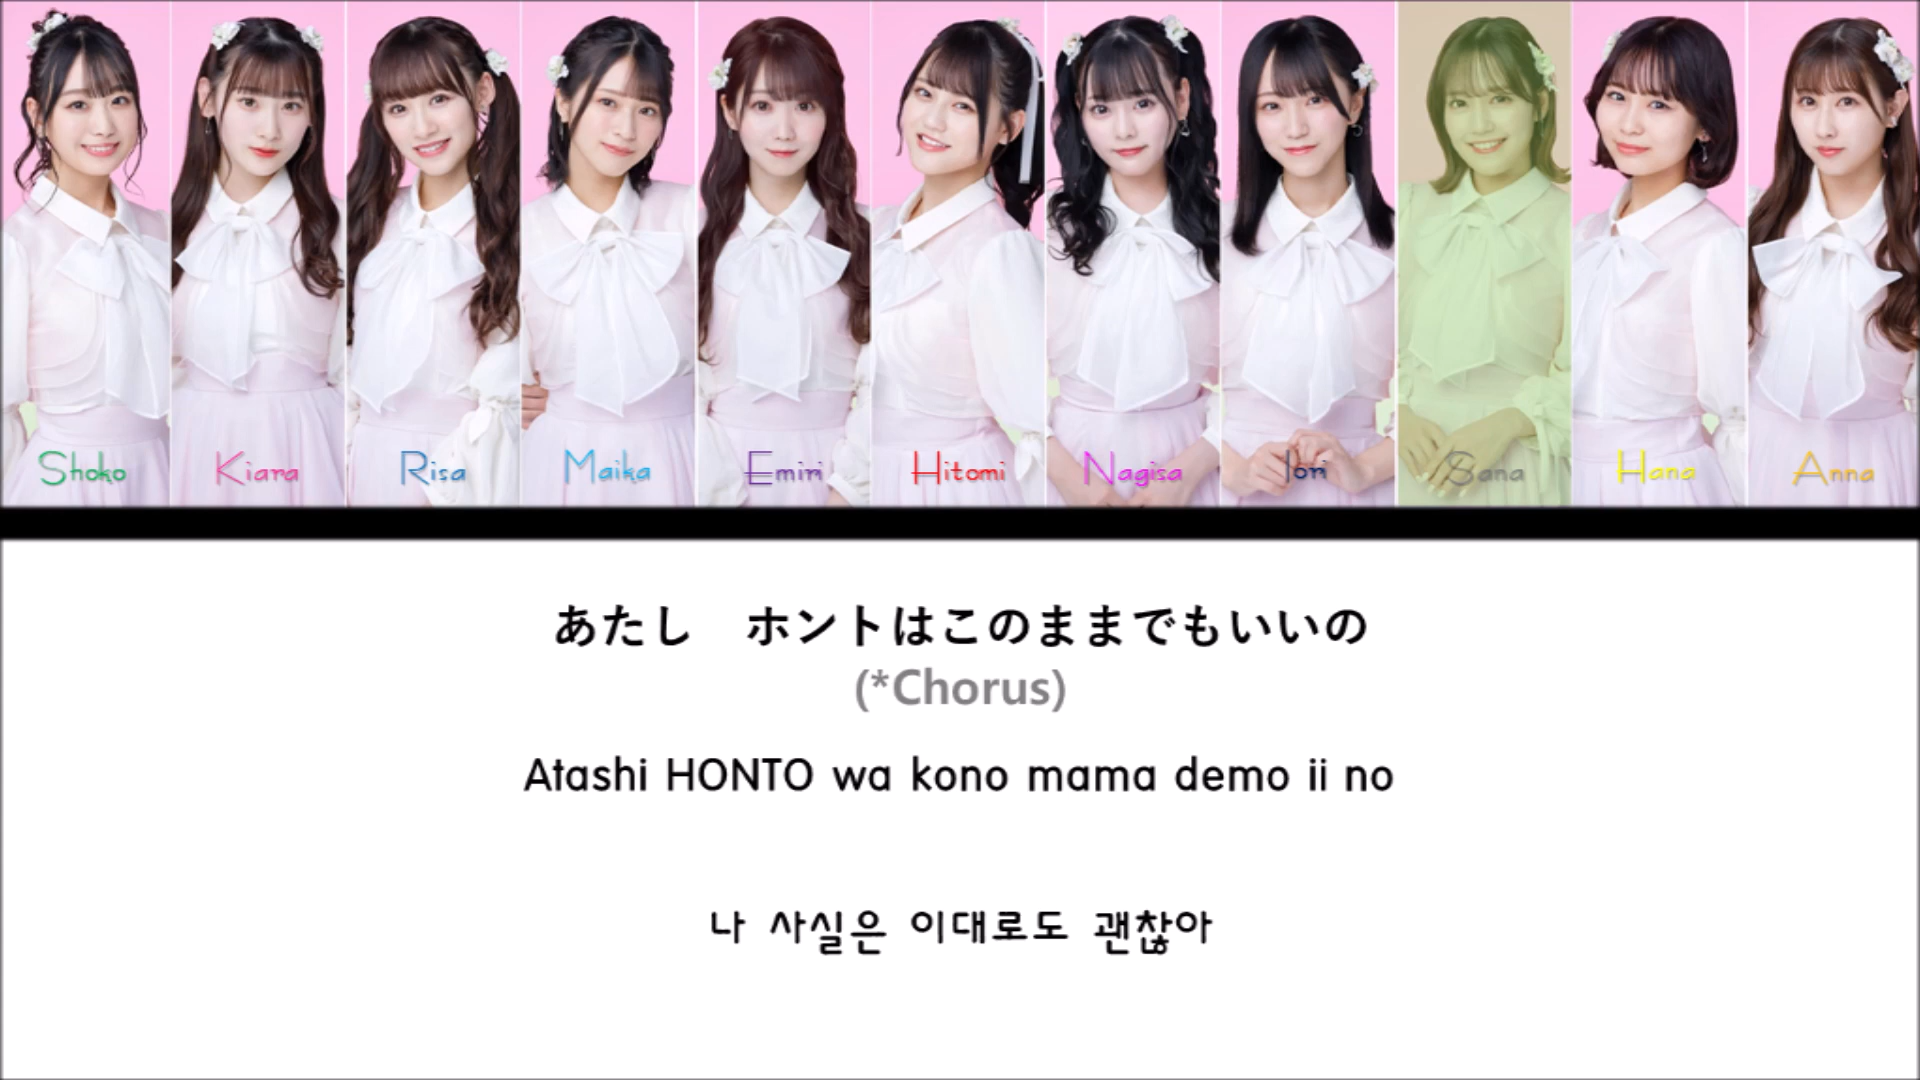 Shoko Kiara Risa Maika Emiri Hitomi Nagisa Iori Sana Hana Anna
あたし　ホントはこのままでもいいの
(*Chorus)
Atashi HONTO wa kono mama demo ii no
나 사실은 이대로도 괜찮아